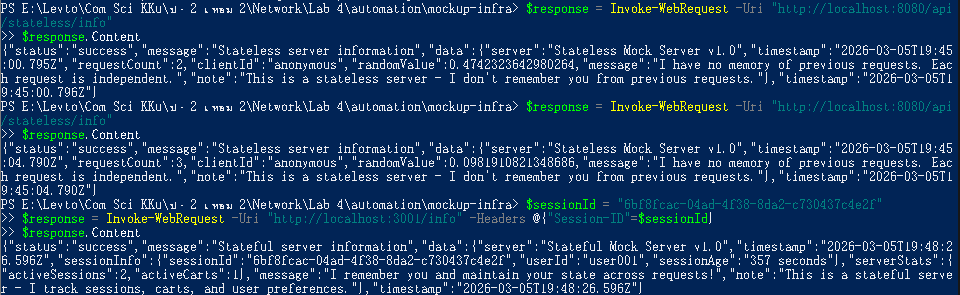 PS E:\Levto\Com Sci KKu\ปี 2 เทอม 2\Network\Lab 4\automation\mockup-infra> $response = Invoke-WebRequest -Uri "http://localhost:8080/api
/stateless/info"
>> $response.Content
{"status":"success","message":"Stateless server information","data":{"server":"Stateless Mock Server v1.0","timestamp":"2026-03-05T19:45
:00.795Z","requestCount":2,"clientId":"anonymous","randomValue":0.4742323642980264,"message":"I have no memory of previous requests. Eac
h request is independent.","note":"This is a stateless server - I don't remember you from previous requests."},"timestamp":"2026-03-05T1
9:45:00.796Z"}
PS E:\Levto\Com Sci KKu\ปี 2 เทอม 2\Network\Lab 4\automation\mockup-infra> $response = Invoke-WebRequest -Uri "http://localhost:8080/api
/stateless/info"
>> $response.Content
{"status":"success","message":"Stateless server information","data":{"server":"Stateless Mock Server v1.0","timestamp":"2026-03-05T19:45
:04.790Z","requestCount":3,"clientId":"anonymous","randomValue":0.0981910821348686,"message":"I have no memory of previous requests. Eac
h request is independent.","note":"This is a stateless server - I don't remember you from previous requests."},"timestamp":"2026-03-05T1
9:45:04.790Z"}
PS E:\Levto\Com Sci KKu\ปี 2 เทอม 2\Network\Lab 4\automation\mockup-infra> $sessionId = "6bf8fcac-04ad-4f38-8da2-c730437c4e2f"
>> $response = Invoke-WebRequest -Uri "http://localhost:3001/info" -Headers @{"Session-ID"=$sessionId}
>> $response.Content
{"status":"success","message":"Stateful server information","data":{"server":"Stateful Mock Server v1.0","timestamp":"2026-03-05T19:48:2
6.596Z","sessionInfo":{"sessionId":"6bf8fcac-04ad-4f38-8da2-c730437c4e2f","userId":"user001","sessionAge":"357 seconds"},"serverStats":{
"activeSessions":2,"activeCarts":1},"message":"I remember you and maintain your state across requests!","note":"This is a stateful serve
r - I track sessions, carts, and user preferences."},"timestamp":"2026-03-05T19:48:26.596Z"}